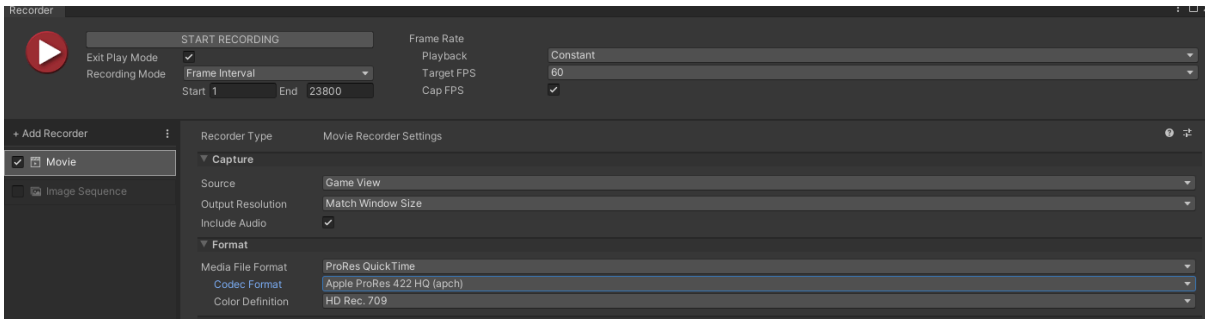 Recorder
START RECORDING
Exit Play Mode
Recording Mode Frame Interval
Start 1 End 23800
Frame Rate
Playback Constant
Target FPS 60
Cap FPS
+ Add Recorder
Movie
Image Sequence
Recorder Type Movie Recorder Settings
Capture
Source Game View
Output Resolution Match Window Size
Include Audio
Format
Media File Format ProRes QuickTime
Codec Format Apple ProRes 422 HQ (apch)
Color Definition HD Rec. 709